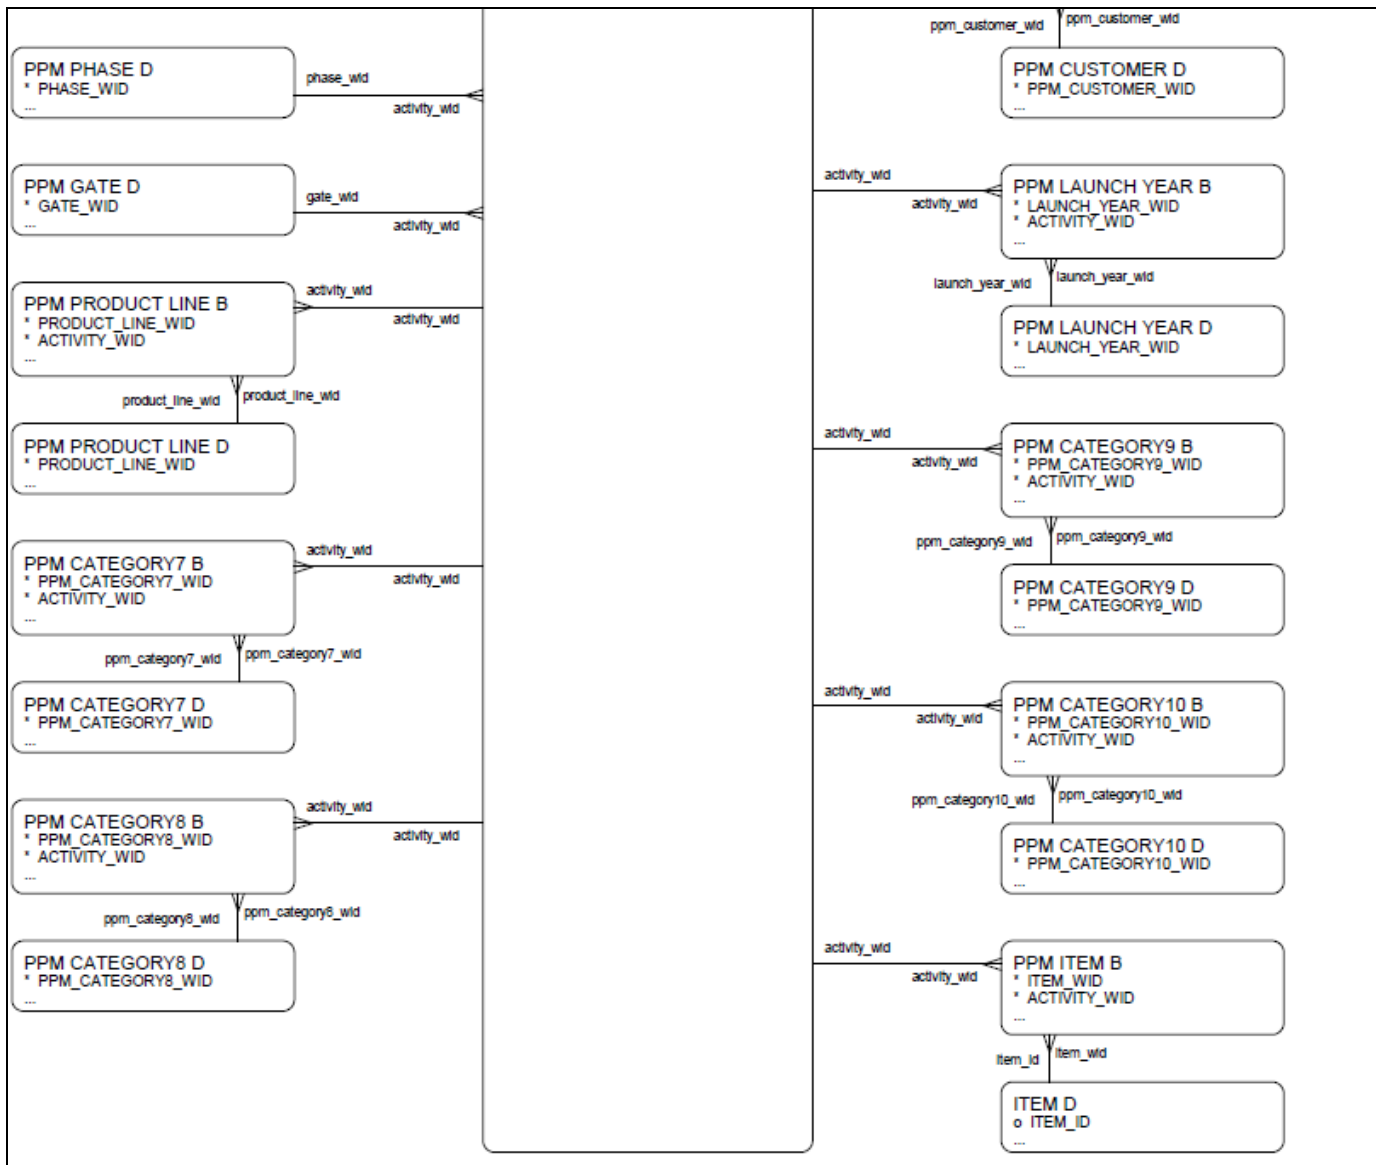 PPM PHASE D
* PHASE_WID
...
phase_wid
activity_wid
PPM GATE D
* GATE_WID
...
gate_wid
activity_wid
PPM PRODUCT LINE B
* PRODUCT_LINE_WID
* ACTIVITY_WID
...
activity_wid
activity_wid
product_line_wid
product_line_wid
PPM PRODUCT LINE D
* PRODUCT_LINE_WID
...
PPM CATEGORY7 B
* PPM_CATEGORY7_WID
* ACTIVITY_WID
...
activity_wid
activity_wid
ppm_category7_wid
ppm_category7_wid
PPM CATEGORY7 D
* PPM_CATEGORY7_WID
...
PPM CATEGORY8 B
* PPM_CATEGORY8_WID
* ACTIVITY_WID
...
activity_wid
activity_wid
ppm_category8_wid
ppm_category8_wid
PPM CATEGORY8 D
* PPM_CATEGORY8_WID
...
ppm_customer_wid
ppm_customer_wid
PPM CUSTOMER D
* PPM_CUSTOMER_WID
...
activity_wid
activity_wid
PPM LAUNCH YEAR B
* LAUNCH_YEAR_WID
* ACTIVITY_WID
...
launch_year_wid
launch_year_wid
PPM LAUNCH YEAR D
* LAUNCH_YEAR_WID
...
activity_wid
activity_wid
PPM CATEGORY9 B
* PPM_CATEGORY9_WID
* ACTIVITY_WID
...
ppm_category9_wid
ppm_category9_wid
PPM CATEGORY9 D
* PPM_CATEGORY9_WID
...
activity_wid
activity_wid
PPM CATEGORY10 B
* PPM_CATEGORY10_WID
* ACTIVITY_WID
...
ppm_category10_wid
ppm_category10_wid
PPM CATEGORY10 D
* PPM_CATEGORY10_WID
...
activity_wid
activity_wid
PPM ITEM B
* ITEM_WID
* ACTIVITY_WID
...
item_id
item_wid
ITEM D
o ITEM_ID
...